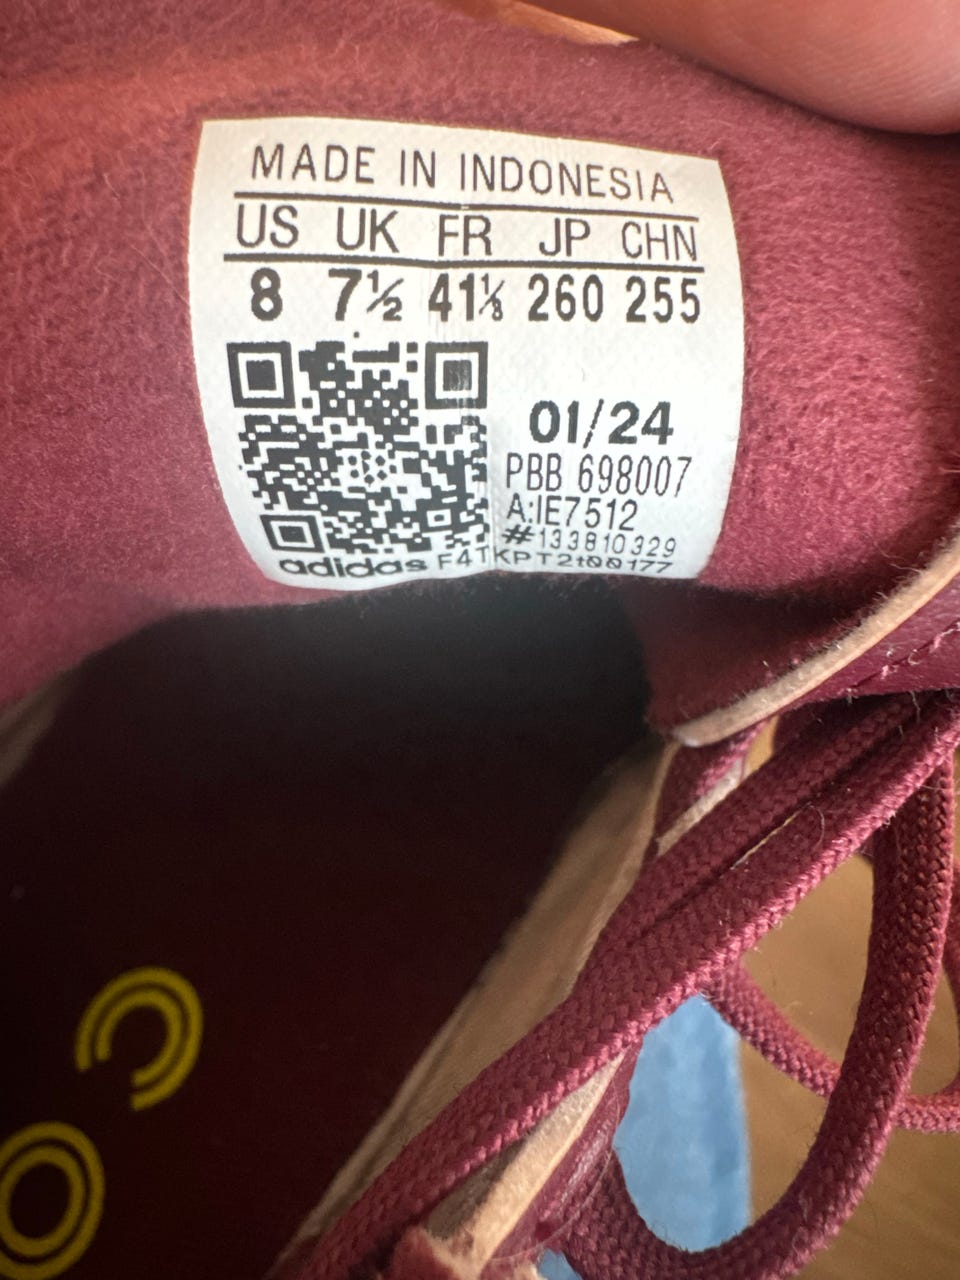 MADE IN INDONESIA
US UK FR JP CHN
8 7½ 41⅓ 260 255
01/24
PBB 698007
A:IE7512
#133810329
adidas F4TKPT2t00177